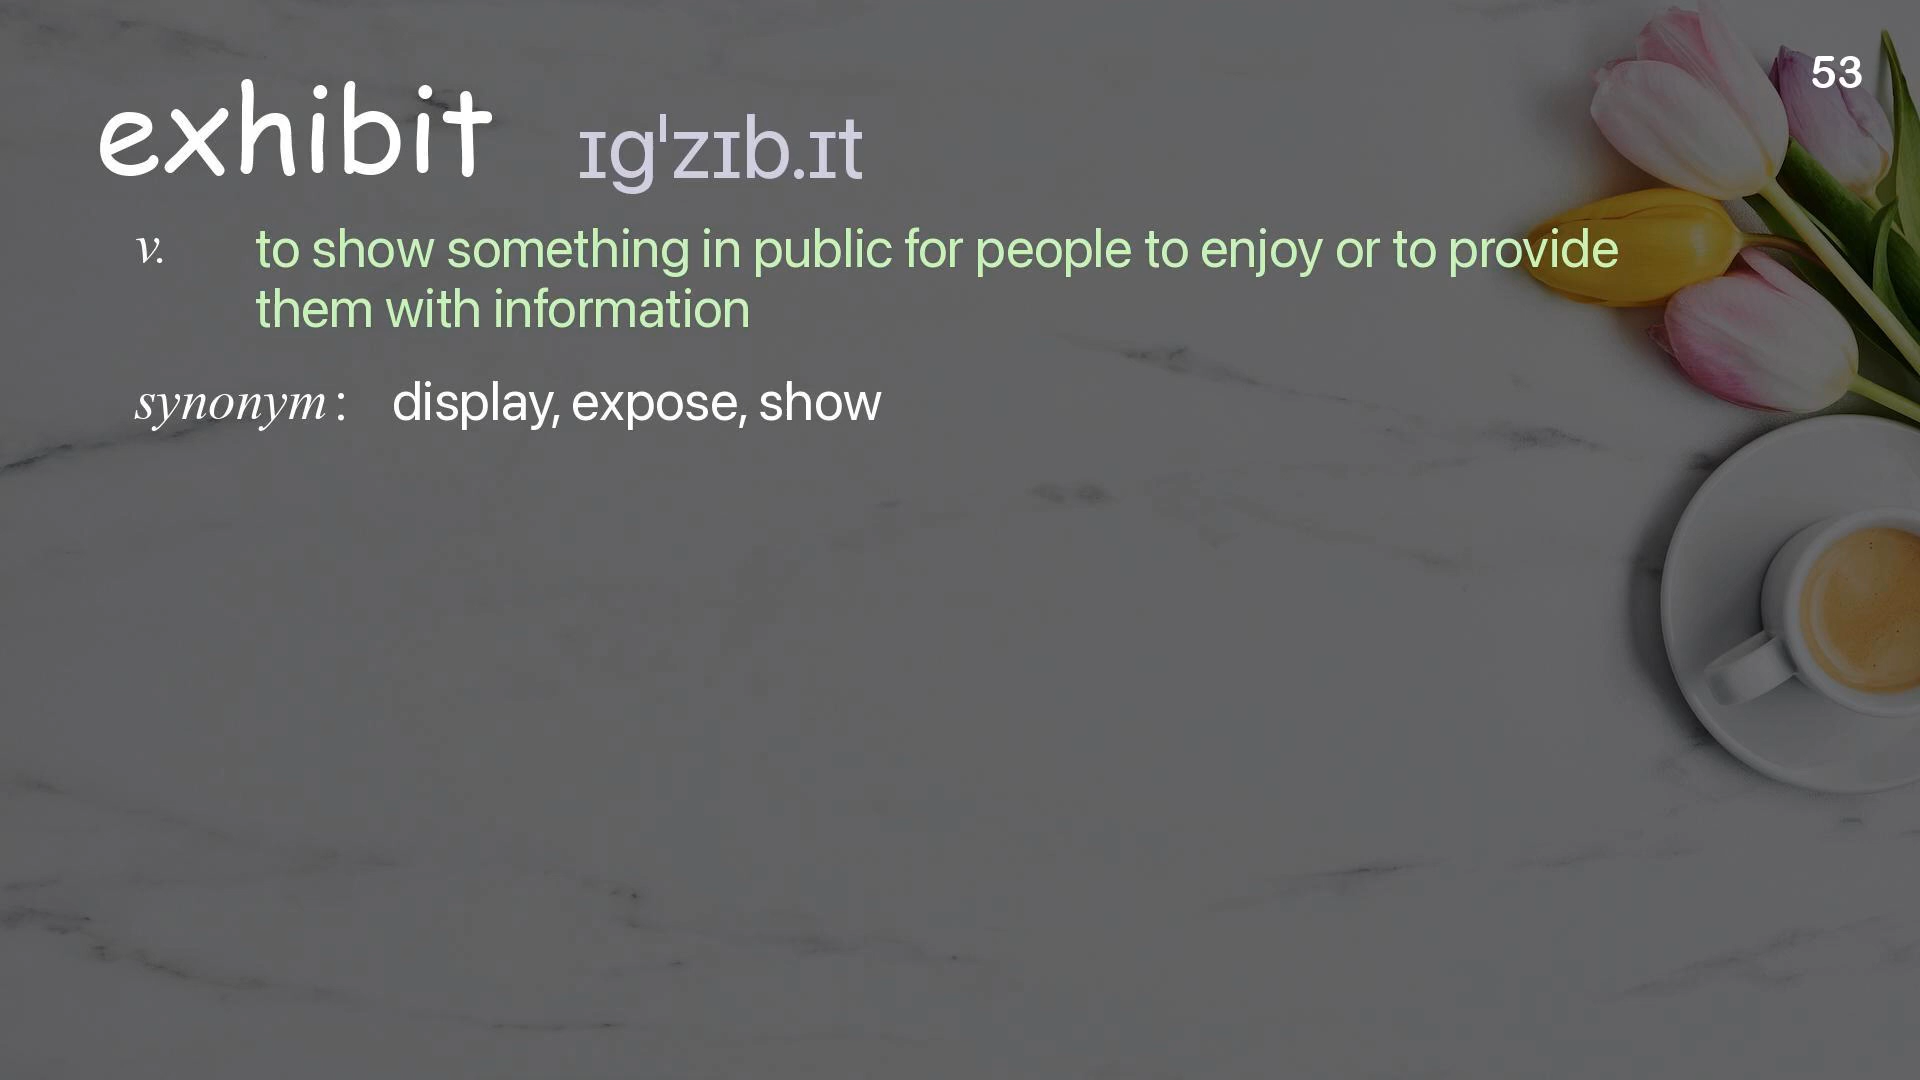 53
exhibit ɪɡˈzɪb.ɪt
v. to show something in public for people to enjoy or to provide
them with information
synonym : display, expose, show